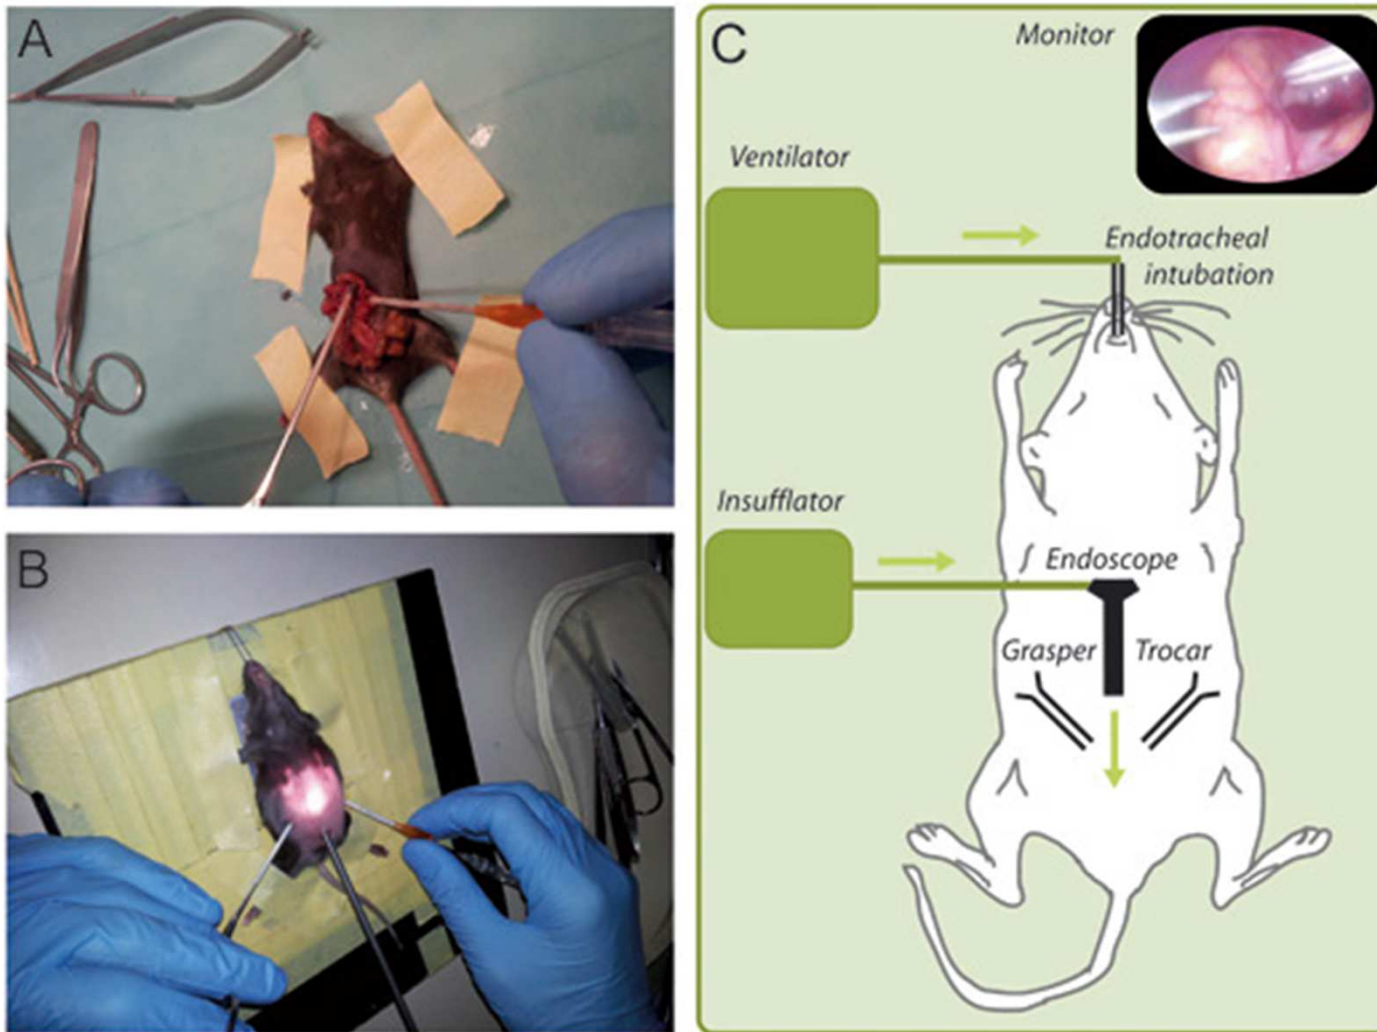 A
B
C
Monitor
Ventilator
Endotracheal
intubation
Insufflator
Endoscope
Grasper
Trocar